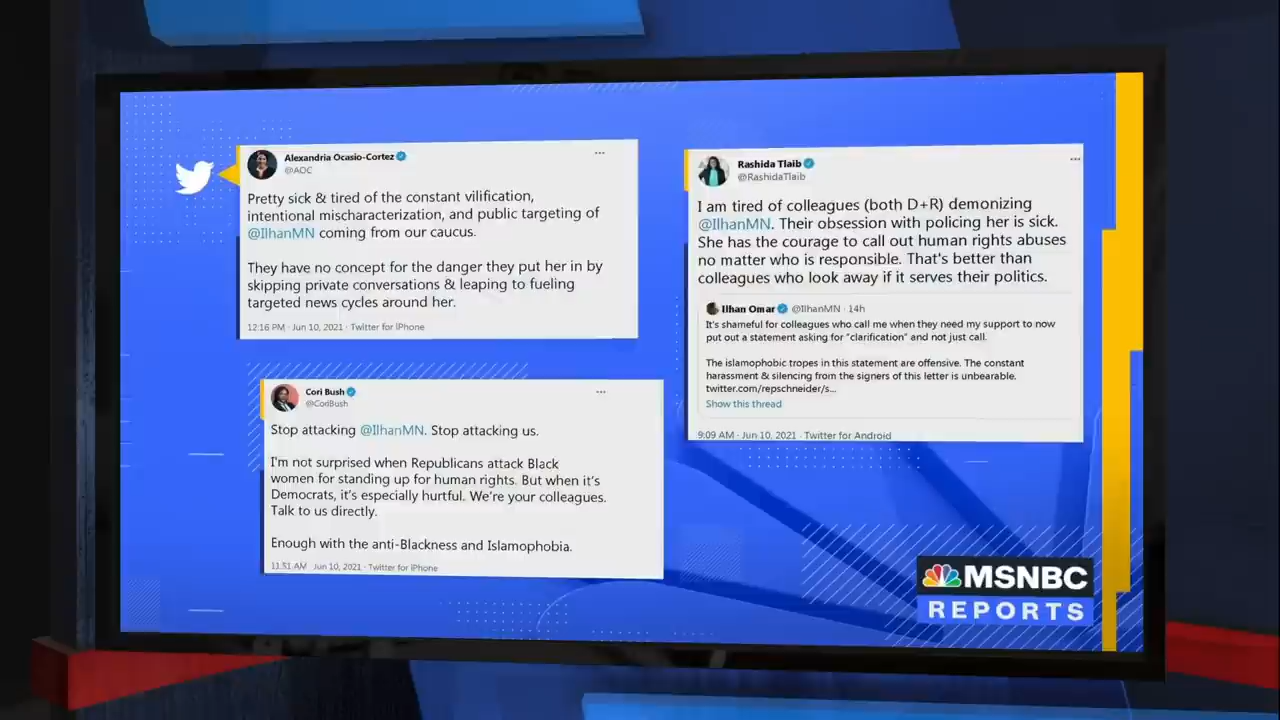 Alexandria Ocasio-Cortez
@AOC
Pretty sick & tired of the constant vilification,
intentional mischaracterization, and public targeting of
@IlhanMN coming from our caucus.
They have no concept for the danger they put her in by
skipping private conversations & leaping to fueling
targeted news cycles around her.
12:16 PM · Jun 10, 2021 · Twitter for iPhone
Cori Bush
@CoriBush
Stop attacking @IlhanMN. Stop attacking us.
I'm not surprised when Republicans attack Black
women for standing up for human rights. But when it's
Democrats, it's especially hurtful. We're your colleagues.
Talk to us directly.
Enough with the anti-Blackness and Islamophobia.
11:51 AM · Jun 10, 2021 · Twitter for iPhone
Rashida Tlaib
@RashidaTlaib
I am tired of colleagues (both D+R) demonizing
@IlhanMN. Their obsession with policing her is sick.
She has the courage to call out human rights abuses
no matter who is responsible. That's better than
colleagues who look away if it serves their politics.
Ilhan Omar @IlhanMN · 14h
It's shameful for colleagues who call me when they need my support to now
put out a statement asking for "clarification" and not just call.
The islamophobic tropes in this statement are offensive. The constant
harassment & silencing from the signers of this letter is unbearable.
twitter.com/repschneider/s...
Show this thread
9:09 AM · Jun 10, 2021 · Twitter for Android
MSNBC
REPORTS